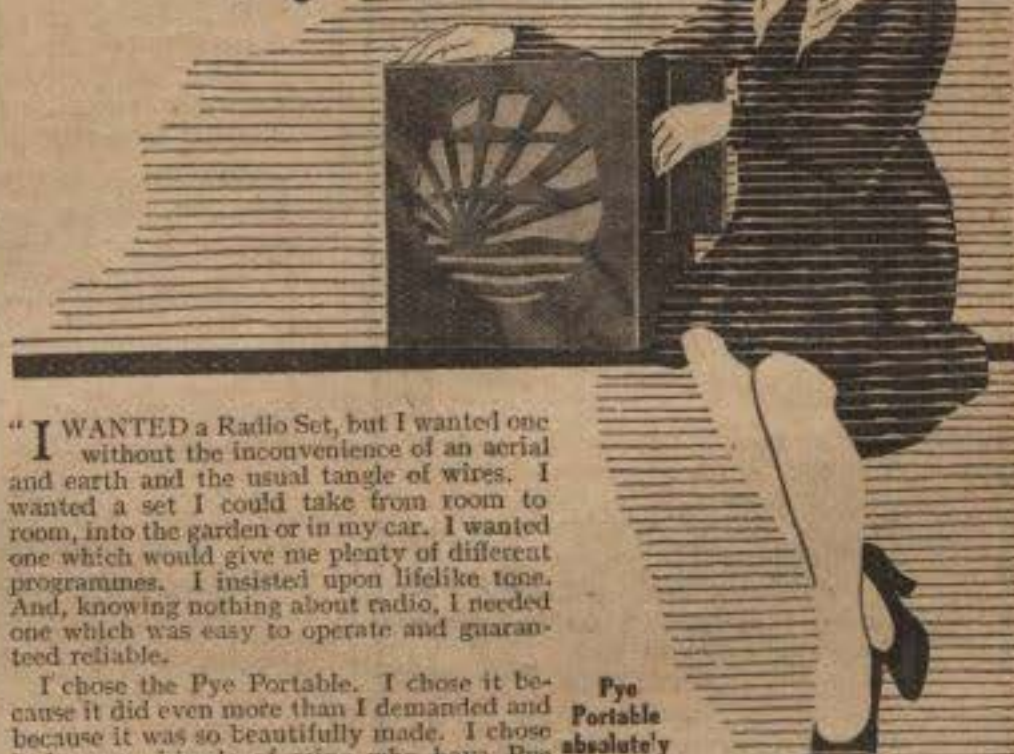 “I WANTED a Radio Set, but I wanted one
without the inconvenience of an aerial
and earth and the usual tangle of wires. I
wanted a set I could take from room to
room, into the garden or in my car. I wanted
one which would give me plenty of different
programmes. I insisted upon lifelike tone.
And, knowing nothing about radio, I needed
one which was easy to operate and guaran-
teed reliable.
I chose the Pye Portable. I chose it be-
cause it did even more than I demanded and
because it was so beautifully made. I chose
Pye
Portable
absolute'y